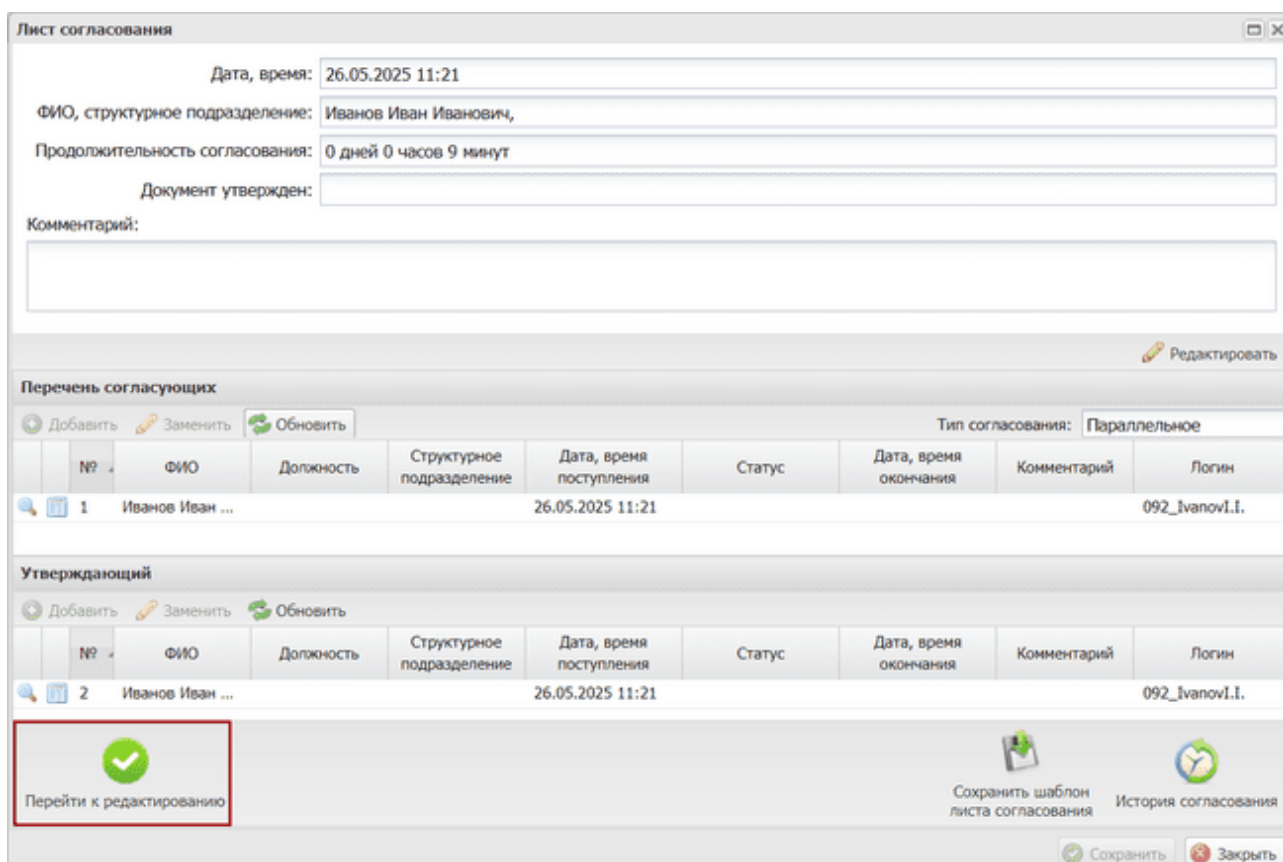 Лист согласования
Дата, время: 26.05.2025 11:21
ФИО, структурное подразделение: Иванов Иван Иванович,
Продолжительность согласования: 0 дней 0 часов 9 минут
Документ утвержден:
Комментарий:
Редактировать
Перечень согласующих
Добавить Заменить Обновить Тип согласования: Параллельное
№ ФИО Должность Структурное подразделение Дата, время поступления Статус Дата, время окончания Комментарий Логин
1 Иванов Иван ... 26.05.2025 11:21 092_IvanovI.I.
Утверждающий
Добавить Заменить Обновить
№ ФИО Должность Структурное подразделение Дата, время поступления Статус Дата, время окончания Комментарий Логин
2 Иванов Иван ... 26.05.2025 11:21 092_IvanovI.I.
Перейти к редактированию
Сохранить шаблон
листа согласования
История согласования
Сохранить Закрыть